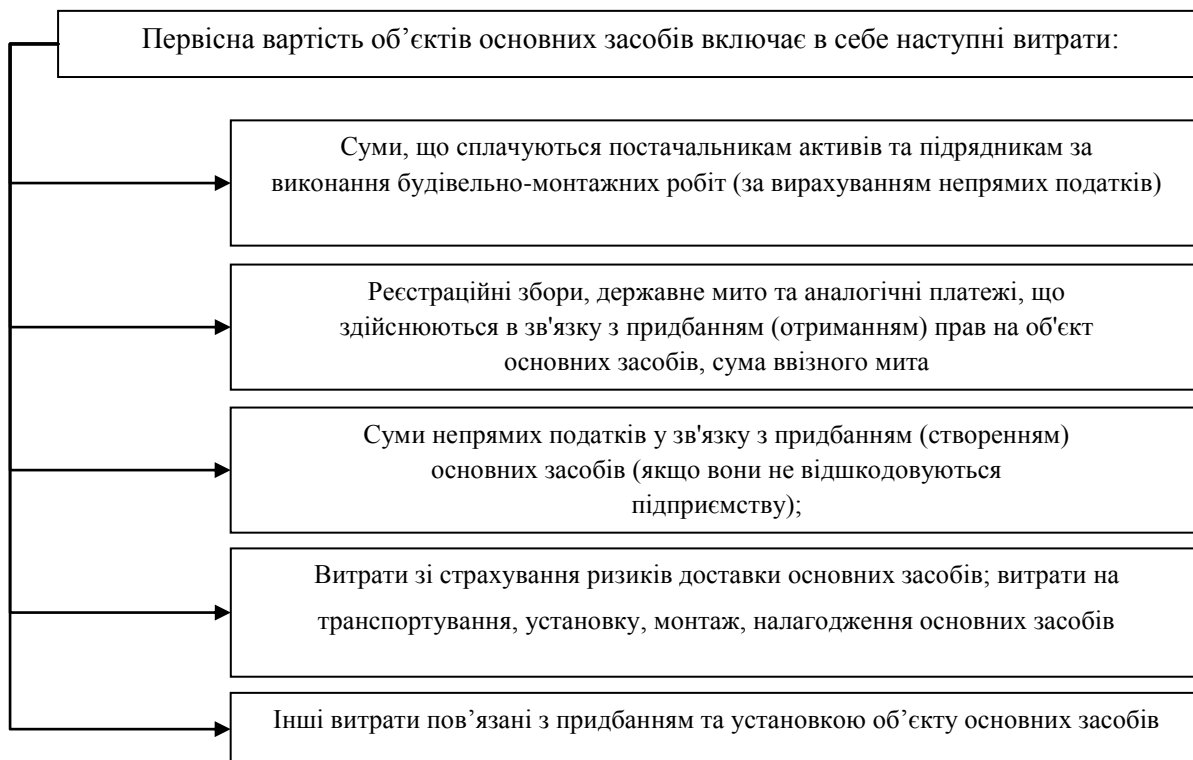 Первісна вартість об’єктів основних засобів включає в себе наступні витрати:
Суми, що сплачуються постачальникам активів та підрядникам за
виконання будівельно-монтажних робіт (за вирахуванням непрямих податків)
Реєстраційні збори, державне мито та аналогічні платежі, що
здійснюються в зв'язку з придбанням (отриманням) прав на об'єкт
основних засобів, сума ввізного мита
Суми непрямих податків у зв'язку з придбанням (створенням)
основних засобів (якщо вони не відшкодовуються
підприємству);
Витрати зі страхування ризиків доставки основних засобів; витрати на
транспортування, установку, монтаж, налагодження основних засобів
Інші витрати пов’язані з придбанням та установкою об’єкту основних засобів